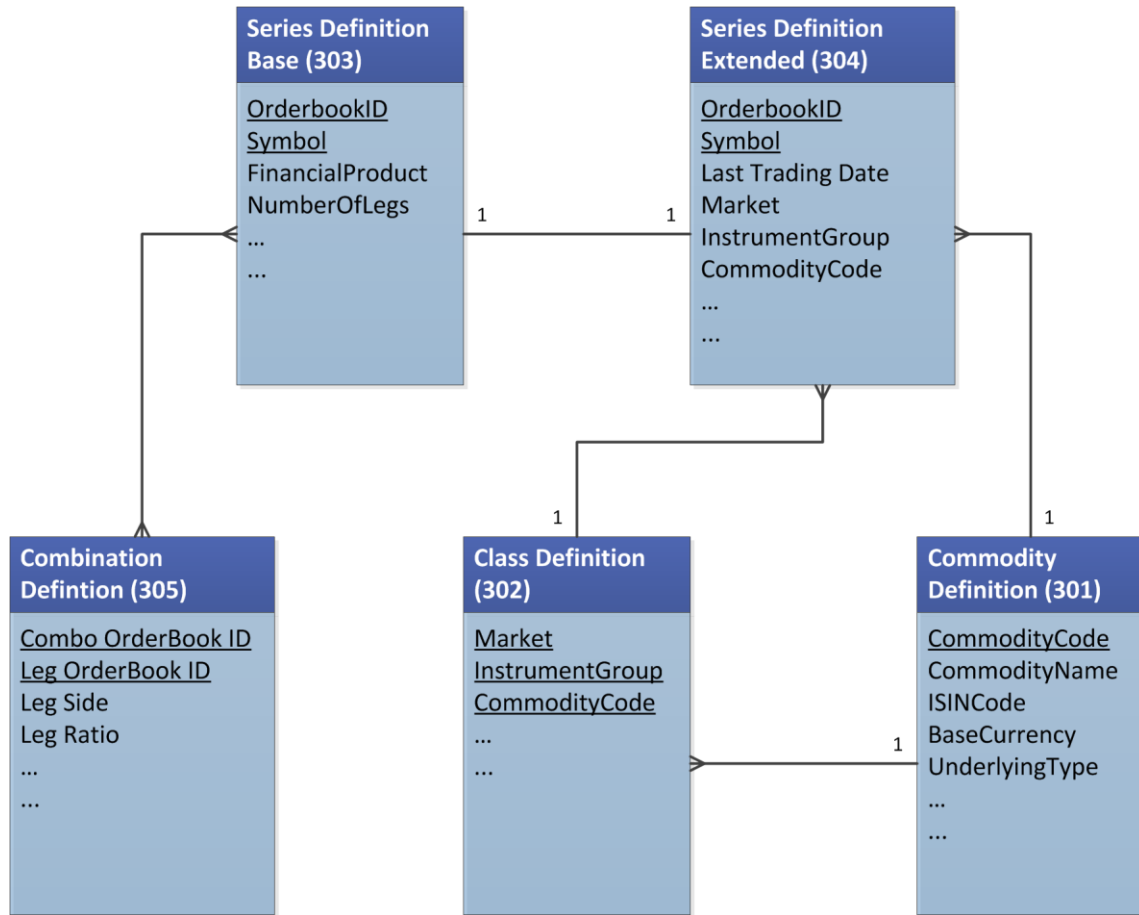 Series Definition
Base (303)
OrderbookID
Symbol
FinancialProduct
NumberOfLegs
...
...
Series Definition
Extended (304)
OrderbookID
Symbol
Last Trading Date
Market
InstrumentGroup
CommodityCode
...
...
1
1
1
1
Combination
Defintion (305)
Combo OrderBook ID
Leg OrderBook ID
Leg Side
Leg Ratio
...
...
Class Definition
(302)
Market
InstrumentGroup
CommodityCode
...
...
1
Commodity
Definition (301)
CommodityCode
CommodityName
ISINCode
BaseCurrency
UnderlyingType
...
...